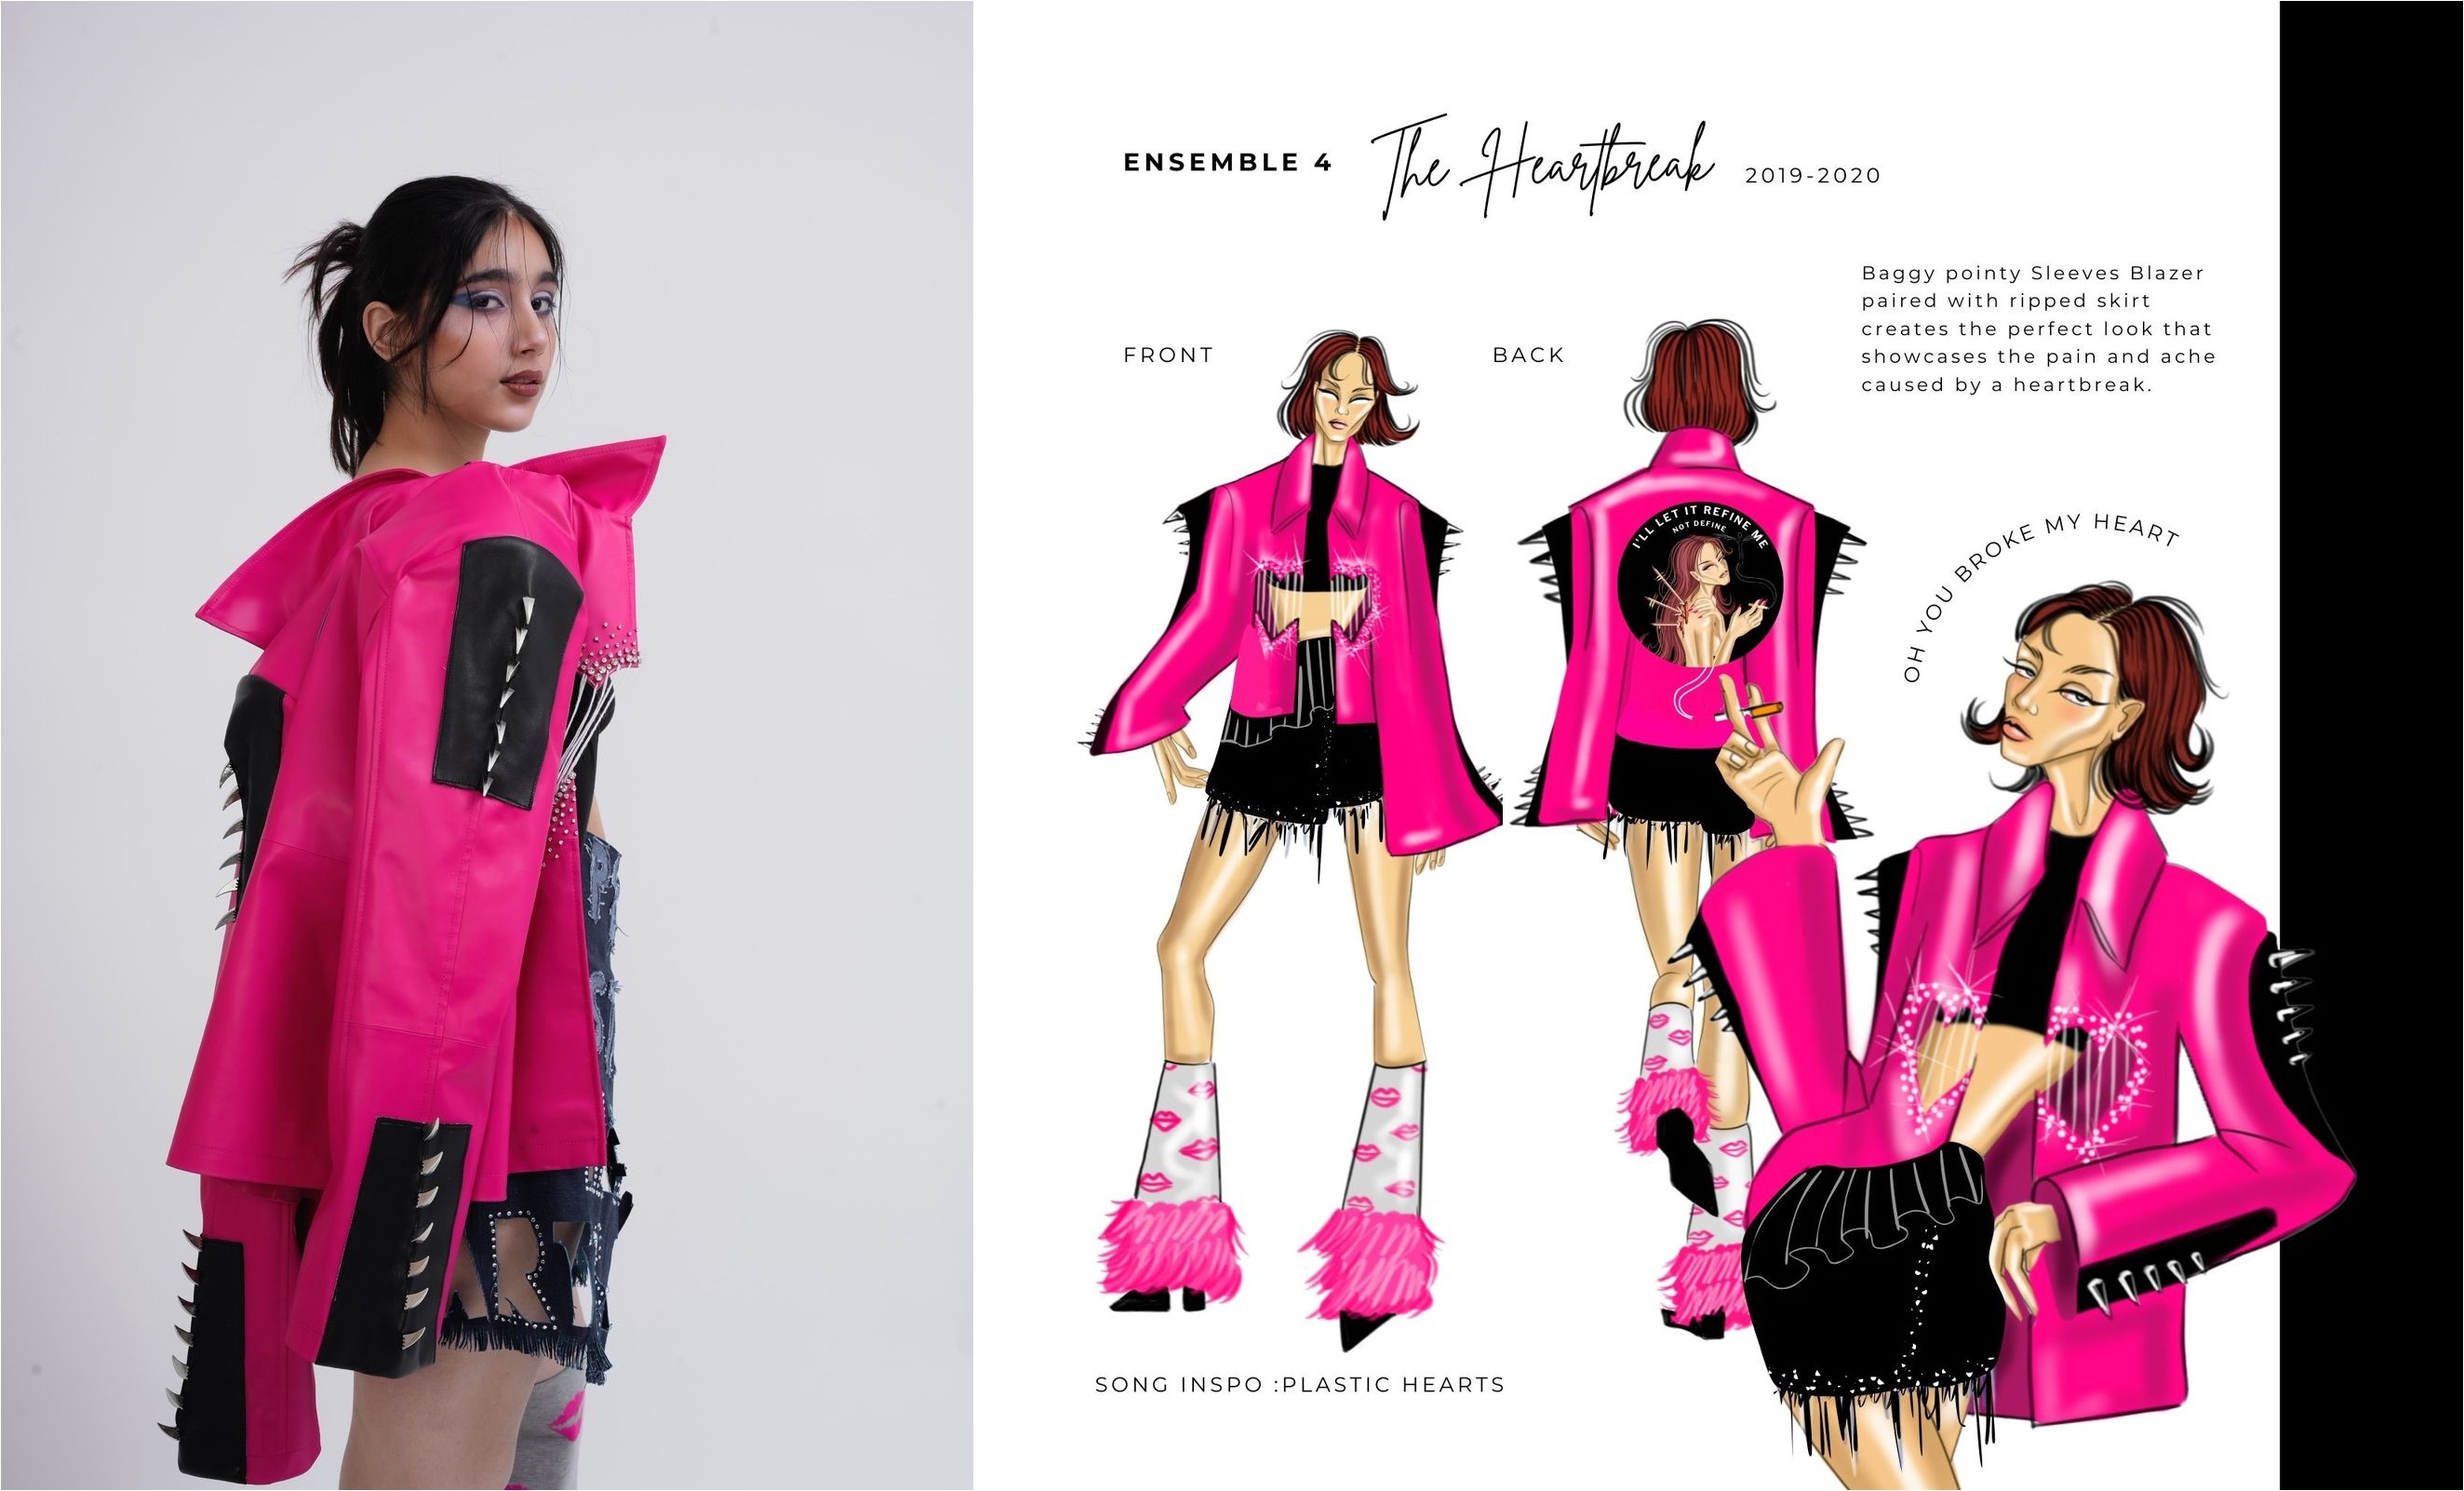 ENSEMBLE 4 The Heartbreak 2019-2020
Baggy pointy Sleeves Blazer
paired with ripped skirt
creates the perfect look that
showcases the pain and ache
caused by a heartbreak.
FRONT
BACK
I'LL LET IT REFINE ME
NOT DEFINE
OH YOU BROKE MY HEART
SONG INSPO :PLASTIC HEARTS